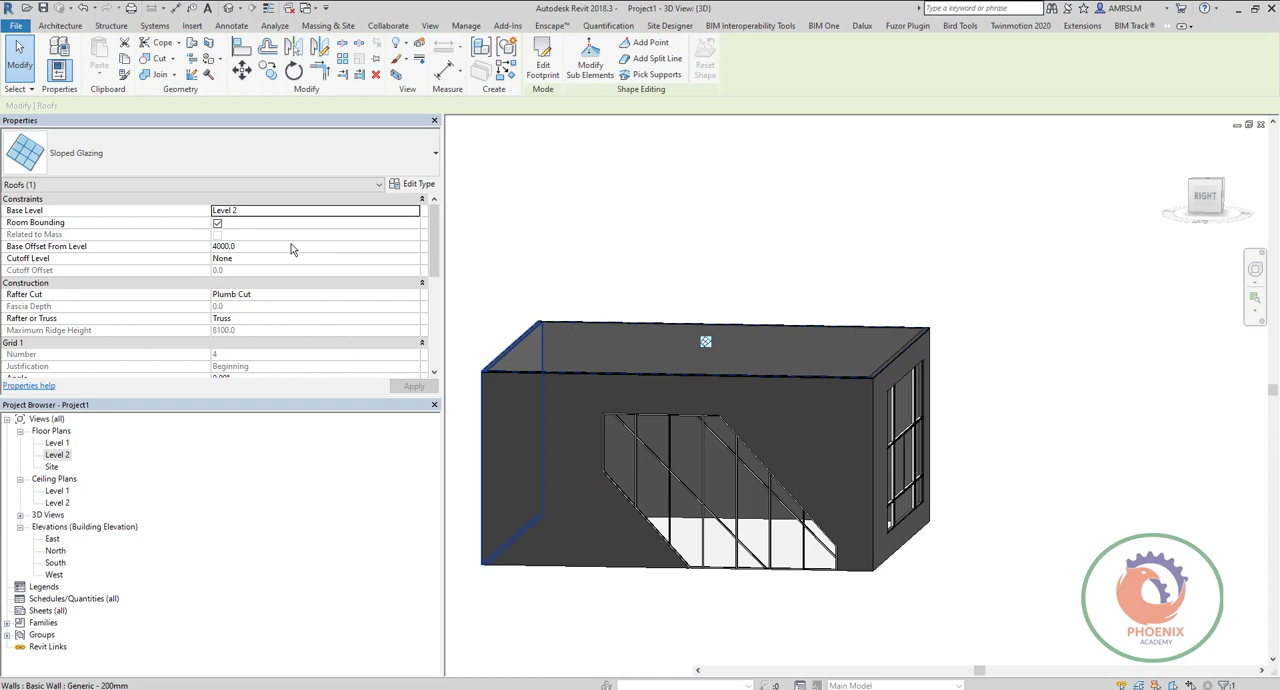 Autodesk Revit 2018.3 - Project1 - 3D View: {3D}
Type a keyword or phrase
AMRSLM
File Architecture Structure Systems Insert Annotate Analyze Massing & Site Collaborate View Manage Add-Ins Enscape™ Quantification Site Designer BIM Interoperability Tools BIM One Dalux Fuzor Plugin Bird Tools Twinmotion 2020 Extensions BIM Track®
Modify
Paste
Cope
Cut
Join
Edit Footprint
Modify Sub Elements
Add Point
Add Split Line
Pick Supports
Reset Shape
Select Properties Clipboard Geometry Modify View Measure Create Mode Shape Editing
Modify | Roofs
Properties
Sloped Glazing
Roofs (1) Edit Type
Constraints
Base Level Level 2
Room Bounding
Related to Mass
Base Offset From Level 4000.0
Cutoff Level None
Cutoff Offset 0.0
Construction
Rafter Cut Plumb Cut
Fascia Depth 0.0
Rafter or Truss Truss
Maximum Ridge Height 8100.0
Grid 1
Number 4
Justification Beginning
Angle 0.00°
Properties help Apply
Project Browser - Project1
Views (all)
Floor Plans
Level 1
Level 2
Site
Ceiling Plans
Level 1
Level 2
3D Views
Elevations (Building Elevation)
East
North
South
West
Legends
Schedules/Quantities (all)
Sheets (all)
Families
Groups
Revit Links
RIGHT
PHOENIX
ACADEMY
Walls : Basic Wall : Generic - 200mm
:0
Main Model
:1